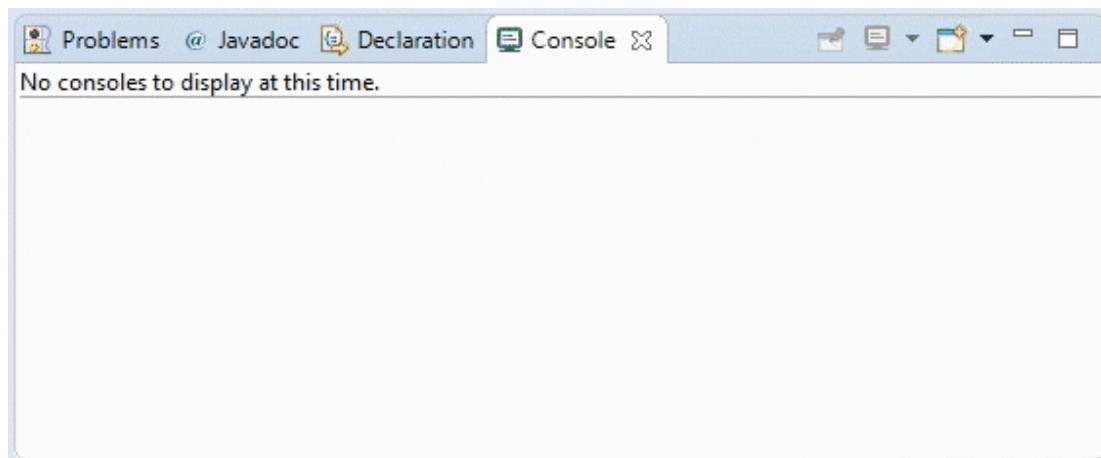 Problems @ Javadoc Declaration Console
No consoles to display at this time.